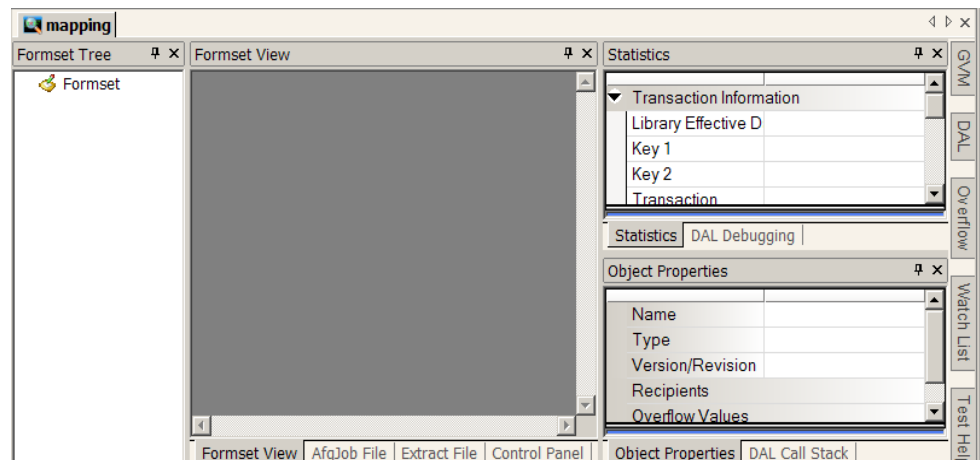 mapping
Formset Tree
Formset
Formset View
Formset View AfgJob File Extract File Control Panel
Statistics
Transaction Information
Library Effective D
Key 1
Key 2
Transaction
Statistics DAL Debugging
Object Properties
Name
Type
Version/Revision
Recipients
Overflow Values
Object Properties DAL Call Stack
GVM
DAL
Overflow
Watch List
Test Help